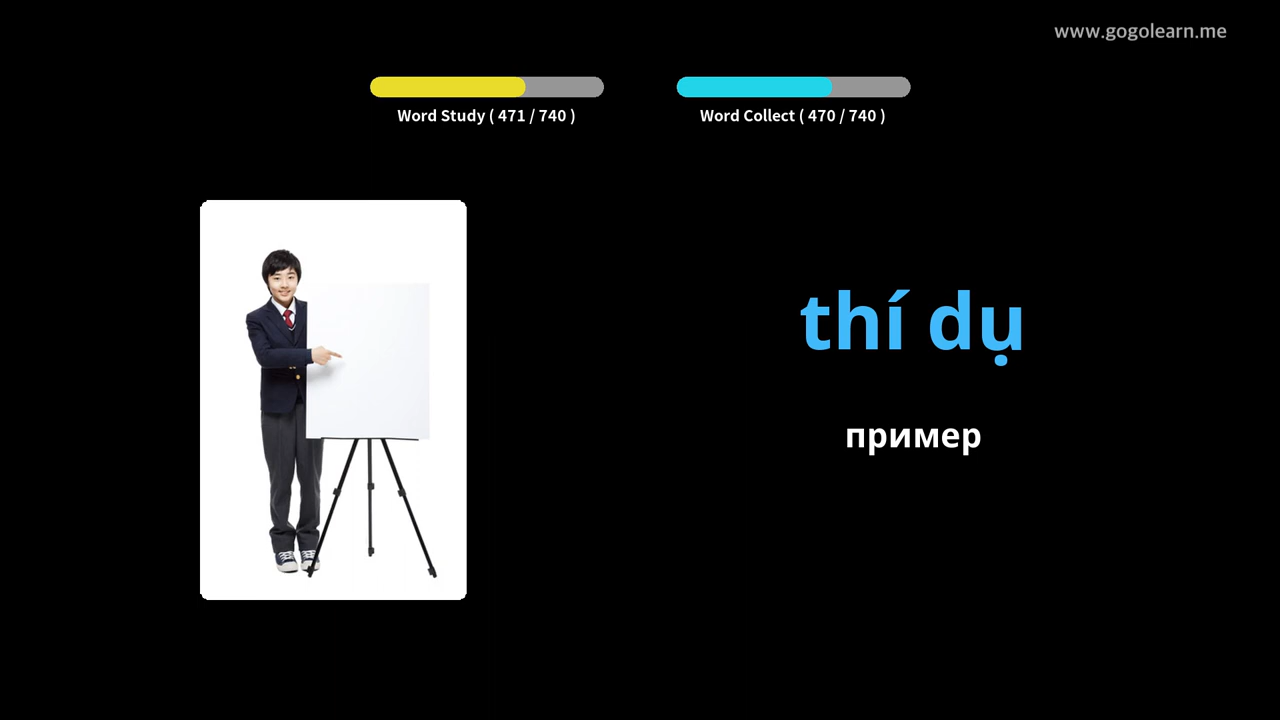 www.gogolearn.me
Word Study ( 471 / 740 )
Word Collect ( 470 / 740 )
thí dụ
пример